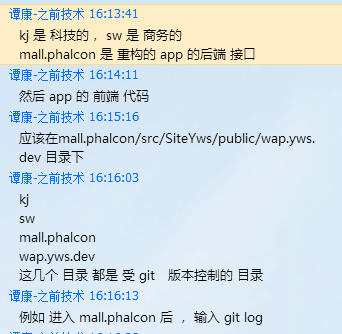 谭康-之前技术 16:13:41
kj 是 科技的 ，sw 是 商务的
mall.phalcon 是 重构的 app 的后端 接口
谭康-之前技术 16:14:11
然后 app 的 前端 代码
谭康-之前技术 16:15:16
应该在mall.phalcon/src/SiteYws/public/wap.yws.
dev 目录下
谭康-之前技术 16:16:03
kj
sw
mall.phalcon
wap.yws.dev
这几个 目录 都是 受 git 版本控制的 目录
谭康-之前技术 16:16:13
例如 进入 mall.phalcon 后 ，输入 git log